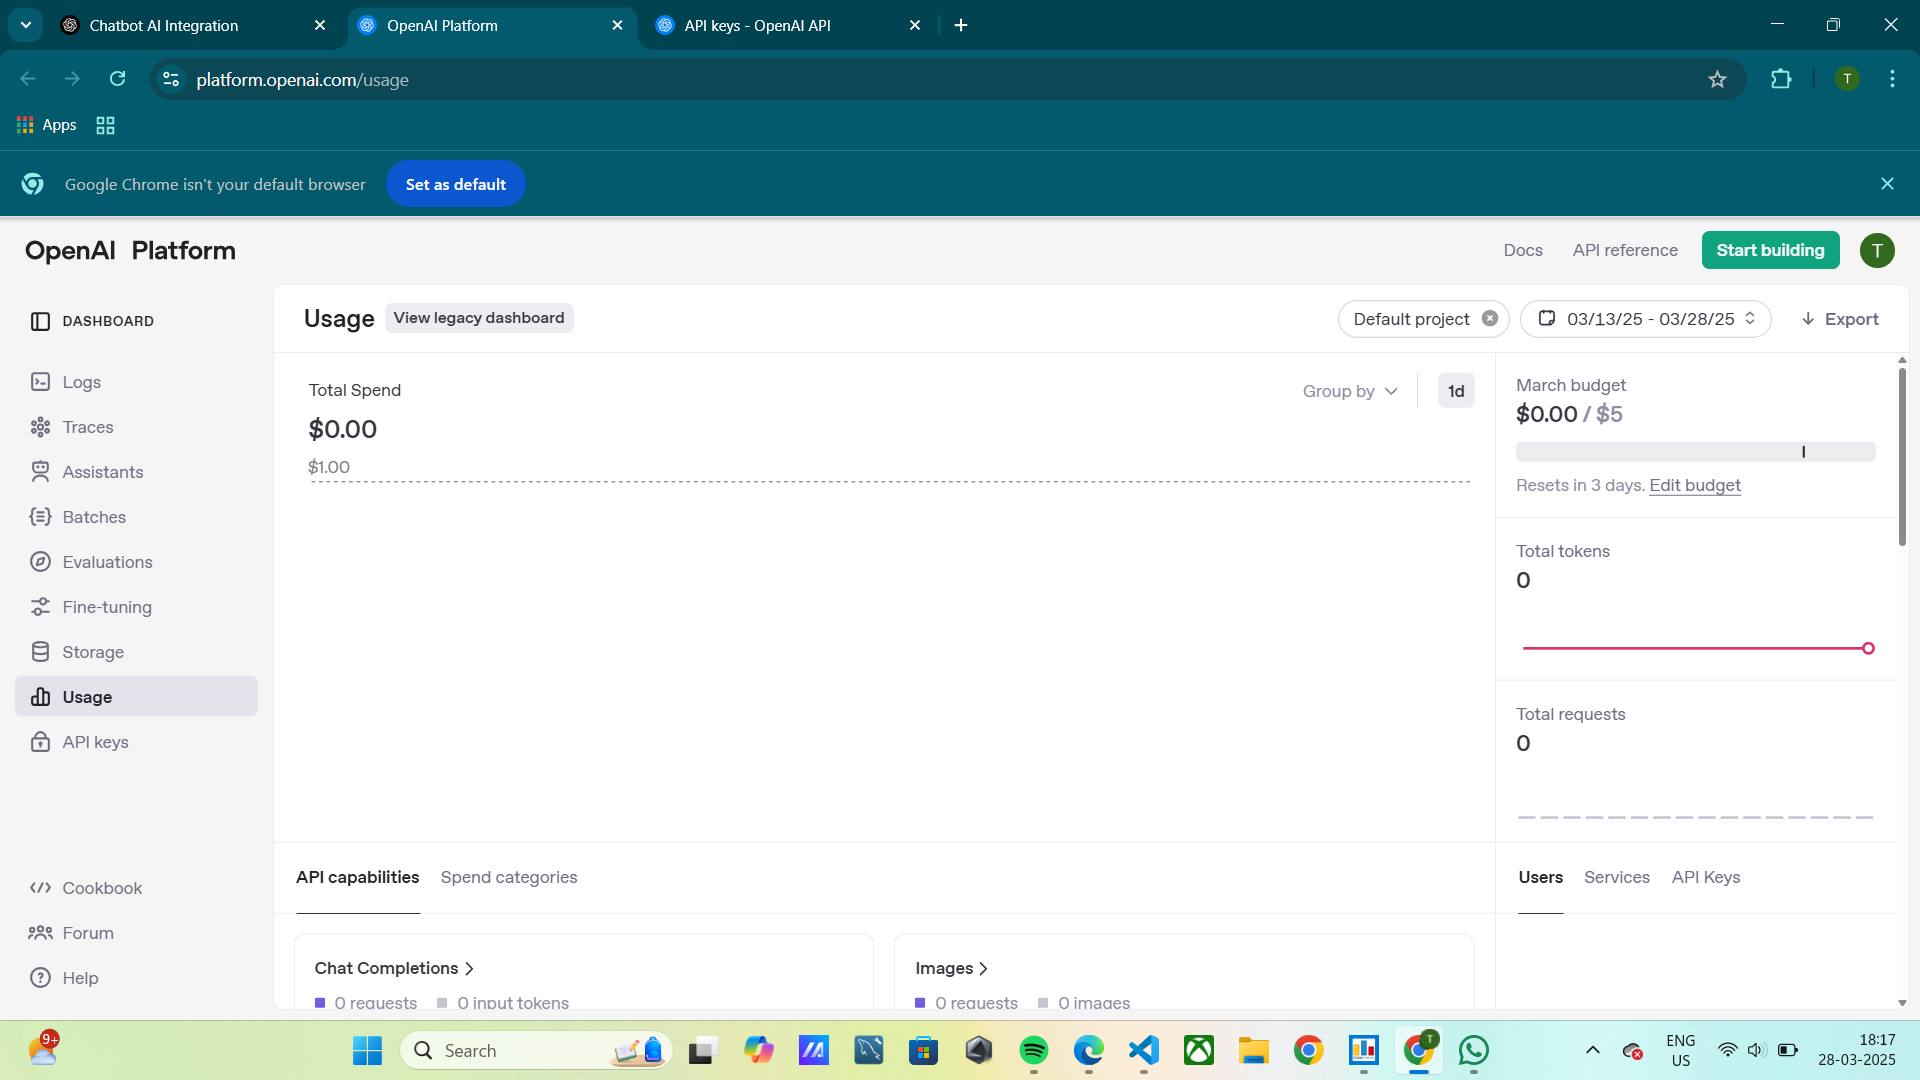 Chatbot AI Integration
OpenAI Platform
API keys - OpenAI API
platform.openai.com/usage
T
Apps
Google Chrome isn't your default browser
Set as default
OpenAI Platform
Docs
API reference
Start building
T
DASHBOARD
Logs
Traces
Assistants
Batches
Evaluations
Fine-tuning
Storage
Usage
API keys
Cookbook
Forum
Help
Usage
View legacy dashboard
Default project
03/13/25 - 03/28/25
Export
Total Spend
$0.00
$1.00
Group by
1d
March budget
$0.00 / $5
Resets in 3 days. Edit budget
Total tokens
0
Total requests
0
API capabilities
Spend categories
Users
Services
API Keys
Chat Completions
0 requests
0 input tokens
Images
0 requests
0 images
9+
Search
T
ENG
US
18:17
28-03-2025